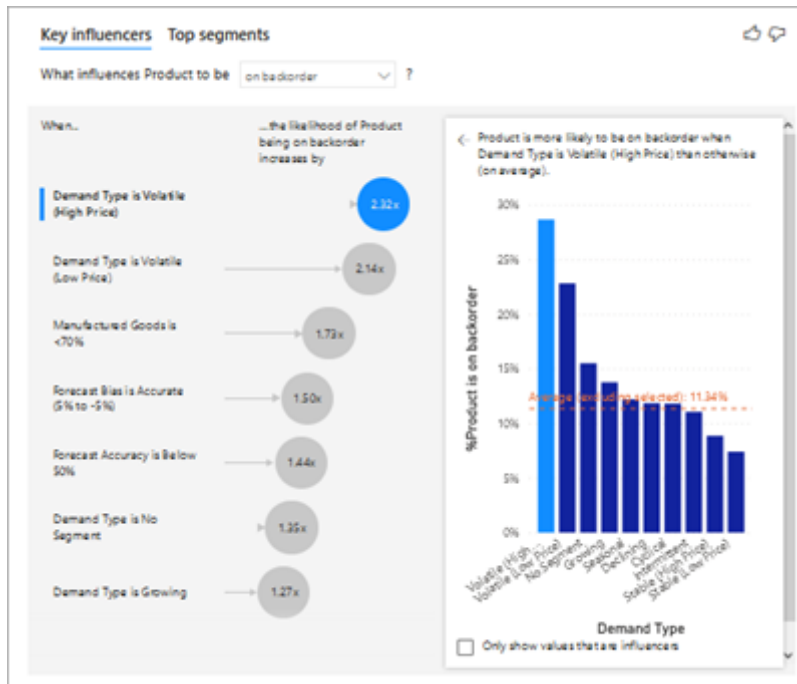 Key influencers Top segments
What influences Product to be on backorder ?
When...
...the likelihood of Product
being on backorder
increases by
Demand Type is Volatile
(High Price)
2.32x
Demand Type is Volatile
(Low Price)
2.14x
Manufactured Goods is
<70%
1.73x
Forecast Bias is Accurate
(5% to -5%)
1.50x
Forecast Accuracy is Below
50%
1.44x
Demand Type is No
Segment
1.35x
Demand Type is Growing
1.27x
Product is more likely to be on backorder when
Demand Type is Volatile (High Price) than otherwise
(on average).
%Product is on backorder
30%
25%
20%
15%
10%
5%
0%
Average (excluding selected): 11.34%
Volatile (High
Volatile (Low Price)
No Segment
Growing
Seasonal
Declining
Cyclical
Intermittent
Stable (High Price)
Stable (Low Price)
Demand Type
Only show values that are influencers